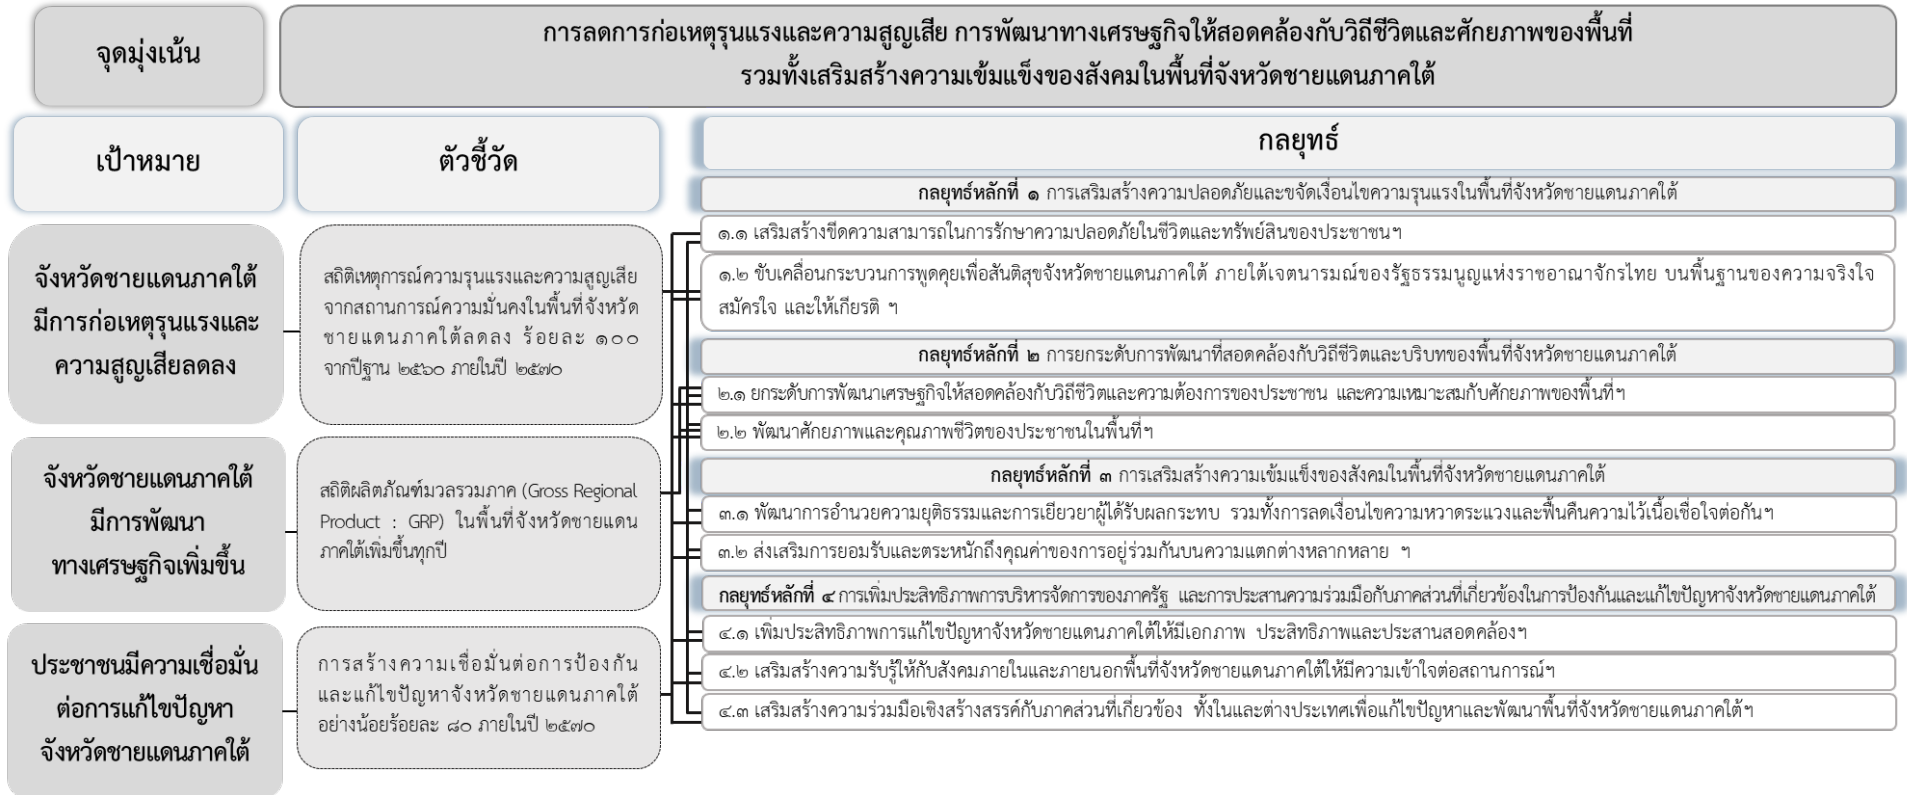 จุดมุ่งเน้น
การลดการก่อเหตุรุนแรงและความสูญเสีย การพัฒนาทางเศรษฐกิจให้สอดคล้องกับวิถีชีวิตและศักยภาพของพื้นที่
รวมทั้งเสริมสร้างความเข้มแข็งของสังคมในพื้นที่จังหวัดชายแดนภาคใต้
เป้าหมาย
ตัวชี้วัด
กลยุทธ์
จังหวัดชายแดนภาคใต้
มีการก่อเหตุรุนแรงและ
ความสูญเสียลดลง
สถิติเหตุการณ์ความรุนแรงและความสูญเสีย
จากสถานการณ์ความมั่นคงในพื้นที่จังหวัด
ชายแดนภาคใต้ลดลง ร้อยละ ๑๐๐
จากปีฐาน ๒๕๖๐ ภายในปี ๒๕๗๐
จังหวัดชายแดนภาคใต้
มีการพัฒนา
ทางเศรษฐกิจเพิ่มขึ้น
สถิติผลิตภัณฑ์มวลรวมภาค (Gross Regional
Product : GRP) ในพื้นที่จังหวัดชายแดน
ภาคใต้เพิ่มขึ้นทุกปี
ประชาชนมีความเชื่อมั่น
ต่อการแก้ไขปัญหา
จังหวัดชายแดนภาคใต้
การสร้างความเชื่อมั่นต่อการป้องกัน
และแก้ไขปัญหาจังหวัดชายแดนภาคใต้
อย่างน้อยร้อยละ ๘๐ ภายในปี ๒๕๗๐
กลยุทธ์หลักที่ ๑ การเสริมสร้างความปลอดภัยและขจัดเงื่อนไขความรุนแรงในพื้นที่จังหวัดชายแดนภาคใต้
๑.๑ เสริมสร้างขีดความสามารถในการรักษาความปลอดภัยในชีวิตและทรัพย์สินของประชาชนฯ
๑.๒ ขับเคลื่อนกระบวนการพูดคุยเพื่อสันติสุขจังหวัดชายแดนภาคใต้ ภายใต้เจตนารมณ์ของรัฐธรรมนูญแห่งราชอาณาจักรไทย บนพื้นฐานของความจริงใจ
สมัครใจ และให้เกียรติ ฯ
กลยุทธ์หลักที่ ๒ การยกระดับการพัฒนาที่สอดคล้องกับวิถีชีวิตและบริบทของพื้นที่จังหวัดชายแดนภาคใต้
๒.๑ ยกระดับการพัฒนาเศรษฐกิจให้สอดคล้องกับวิถีชีวิตและความต้องการของประชาชน และความเหมาะสมกับศักยภาพของพื้นที่ฯ
๒.๒ พัฒนาศักยภาพและคุณภาพชีวิตของประชาชนในพื้นที่ฯ
กลยุทธ์หลักที่ ๓ การเสริมสร้างความเข้มแข็งของสังคมในพื้นที่จังหวัดชายแดนภาคใต้
๓.๑ พัฒนาการอำนวยความยุติธรรมและการเยียวยาผู้ได้รับผลกระทบ รวมทั้งการลดเงื่อนไขความหวาดระแวงและฟื้นคืนความไว้เนื้อเชื่อใจต่อกันฯ
๓.๒ ส่งเสริมการยอมรับและตระหนักถึงคุณค่าของการอยู่ร่วมกันบนความแตกต่างหลากหลาย ฯ
กลยุทธ์หลักที่ ๔ การเพิ่มประสิทธิภาพการบริหารจัดการของภาครัฐ และการประสานความร่วมมือกับภาคส่วนที่เกี่ยวข้องในการป้องกันและแก้ไขปัญหาจังหวัดชายแดนภาคใต้
๔.๑ เพิ่มประสิทธิภาพการแก้ไขปัญหาจังหวัดชายแดนภาคใต้ให้มีเอกภาพ ประสิทธิภาพและประสานสอดคล้องฯ
๔.๒ เสริมสร้างความรับรู้ให้กับสังคมภายในและภายนอกพื้นที่จังหวัดชายแดนภาคใต้ให้มีความเข้าใจต่อสถานการณ์ฯ
๔.๓ เสริมสร้างความร่วมมือเชิงสร้างสรรค์กับภาคส่วนที่เกี่ยวข้อง ทั้งในและต่างประเทศเพื่อแก้ไขปัญหาและพัฒนาพื้นที่จังหวัดชายแดนภาคใต้ฯ